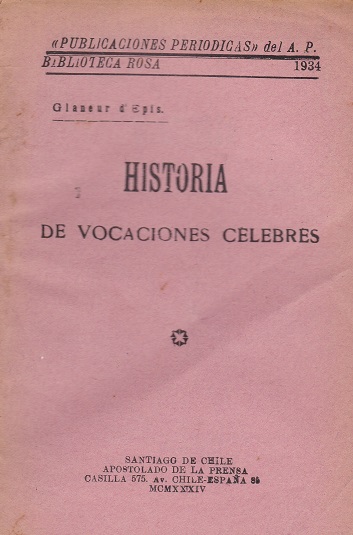 «PUBLICACIONES PERIODICAS» del A. P.
BIBLIOTECA ROSA 1934
Glaneur d'Epis.
HISTORIA
DE VOCACIONES CELEBRES
SANTIAGO DE CHILE
APOSTOLADO DE LA PRENSA
CASILLA 575. Av. CHILE-ESPAÑA
MCMXXXIV